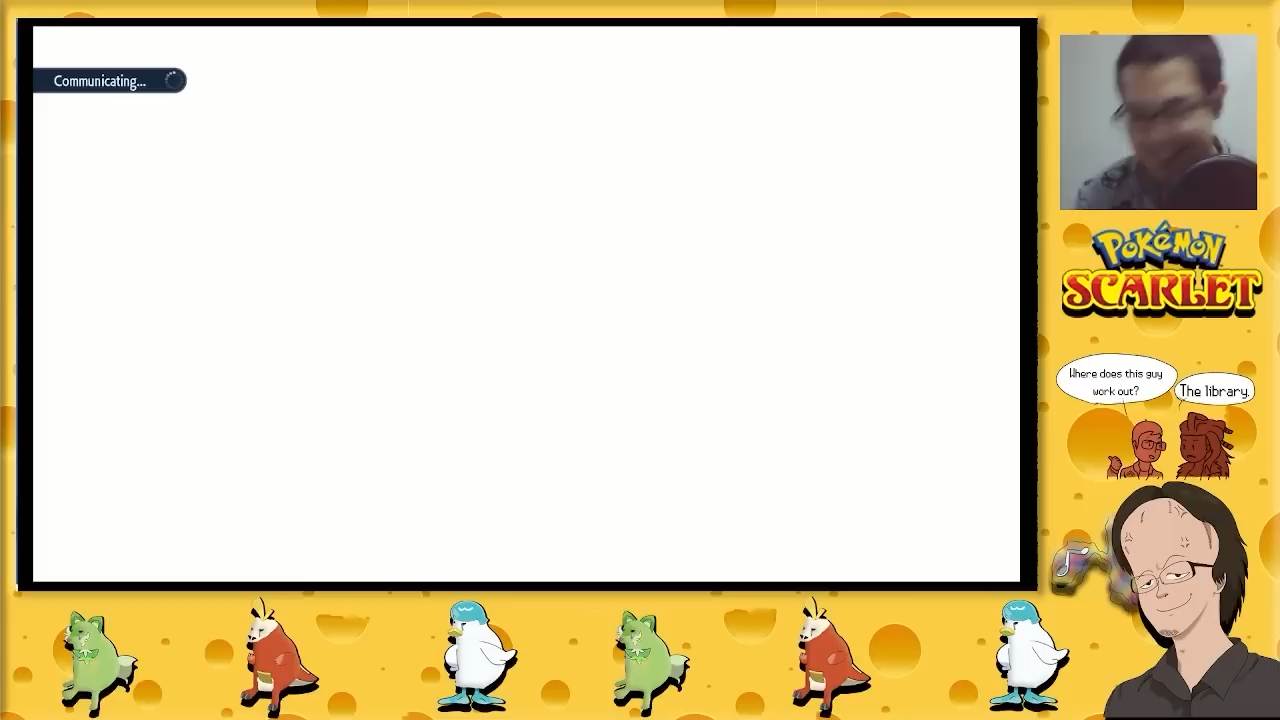 Communicating...
POKéMON
SCARLET
Where does this guy
work out?
The library.